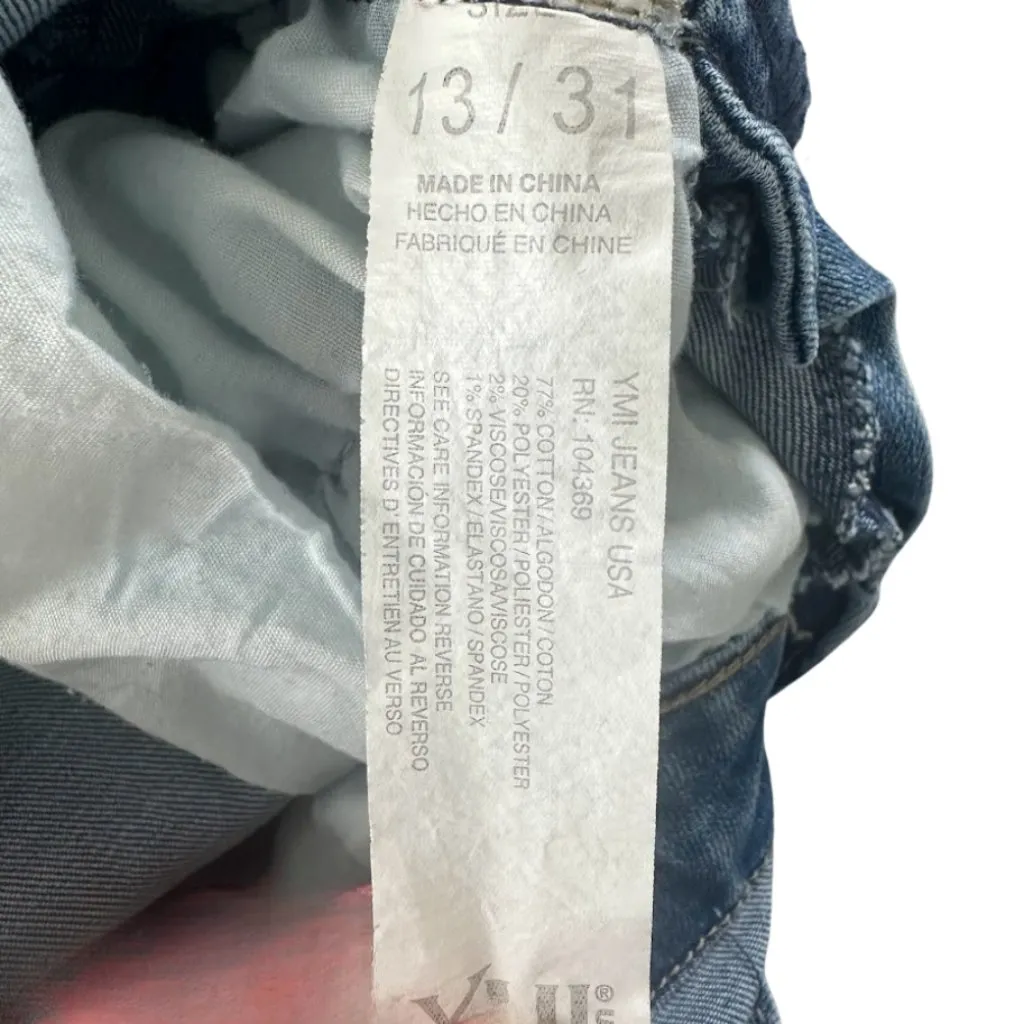 SIZE
13 / 31
MADE IN CHINA
HECHO EN CHINA
FABRIQUÉ EN CHINE
YMI JEANS USA
RN: 104369
77% COTTON / ALGODON / COTON
20% POLYESTER / POLIESTER / POLYESTER
2% VISCOSE/VISCOSA/VISCOSE
1% SPANDEX / ELASTANO / SPANDEX
SEE CARE INFORMATION REVERSE
INFORMACIÓN DE CUIDADO AL REVERSO
DIRECTIVES D' ENTRETIEN AU VERSO
YMI®